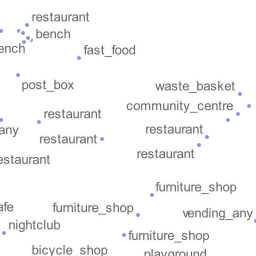 restaurant
bench
ench
fast_food
post_box
waste_basket
community_centre
restaurant
any
restaurant
restaurant
restaurant
estaurant
furniture_shop
afe
furniture_shop
vending_any
nightclub
furniture_shop
bicycle_shop
playground